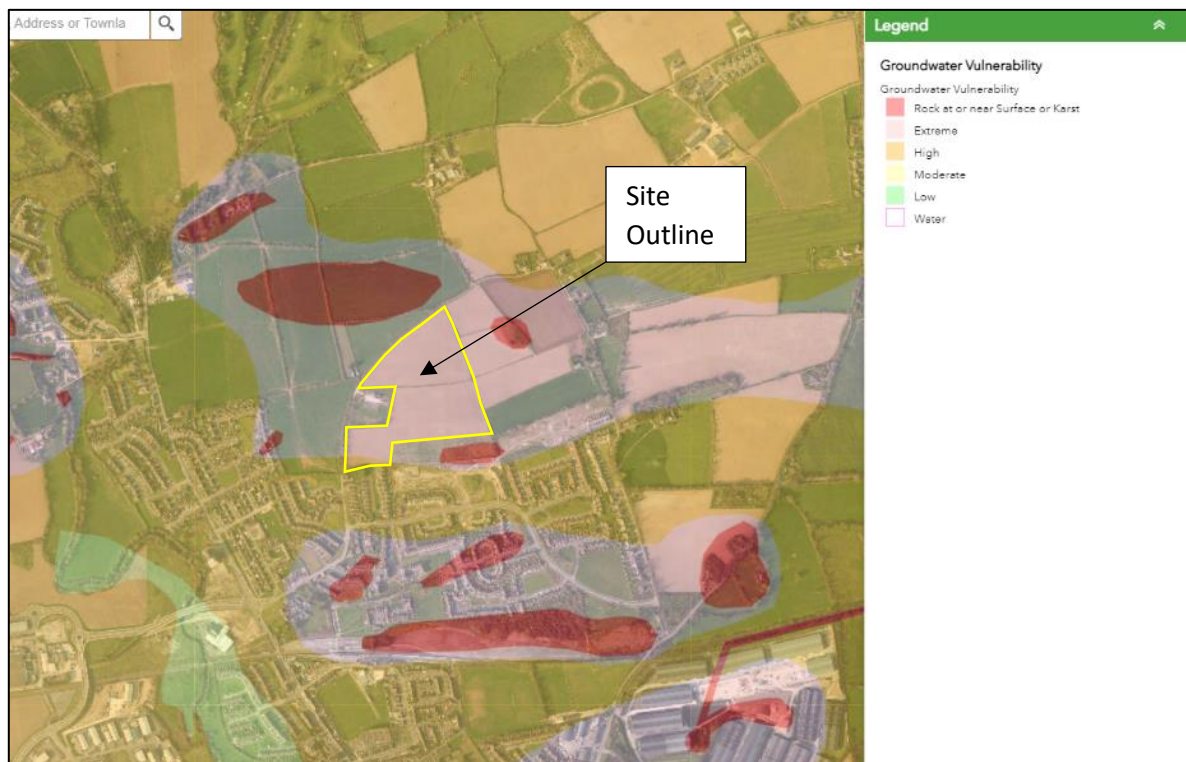 Address or Townla
Legend
Groundwater Vulnerability
Groundwater Vulnerability
Rock at or near Surface or Karst
Extreme
High
Moderate
Low
Water
Site
Outline